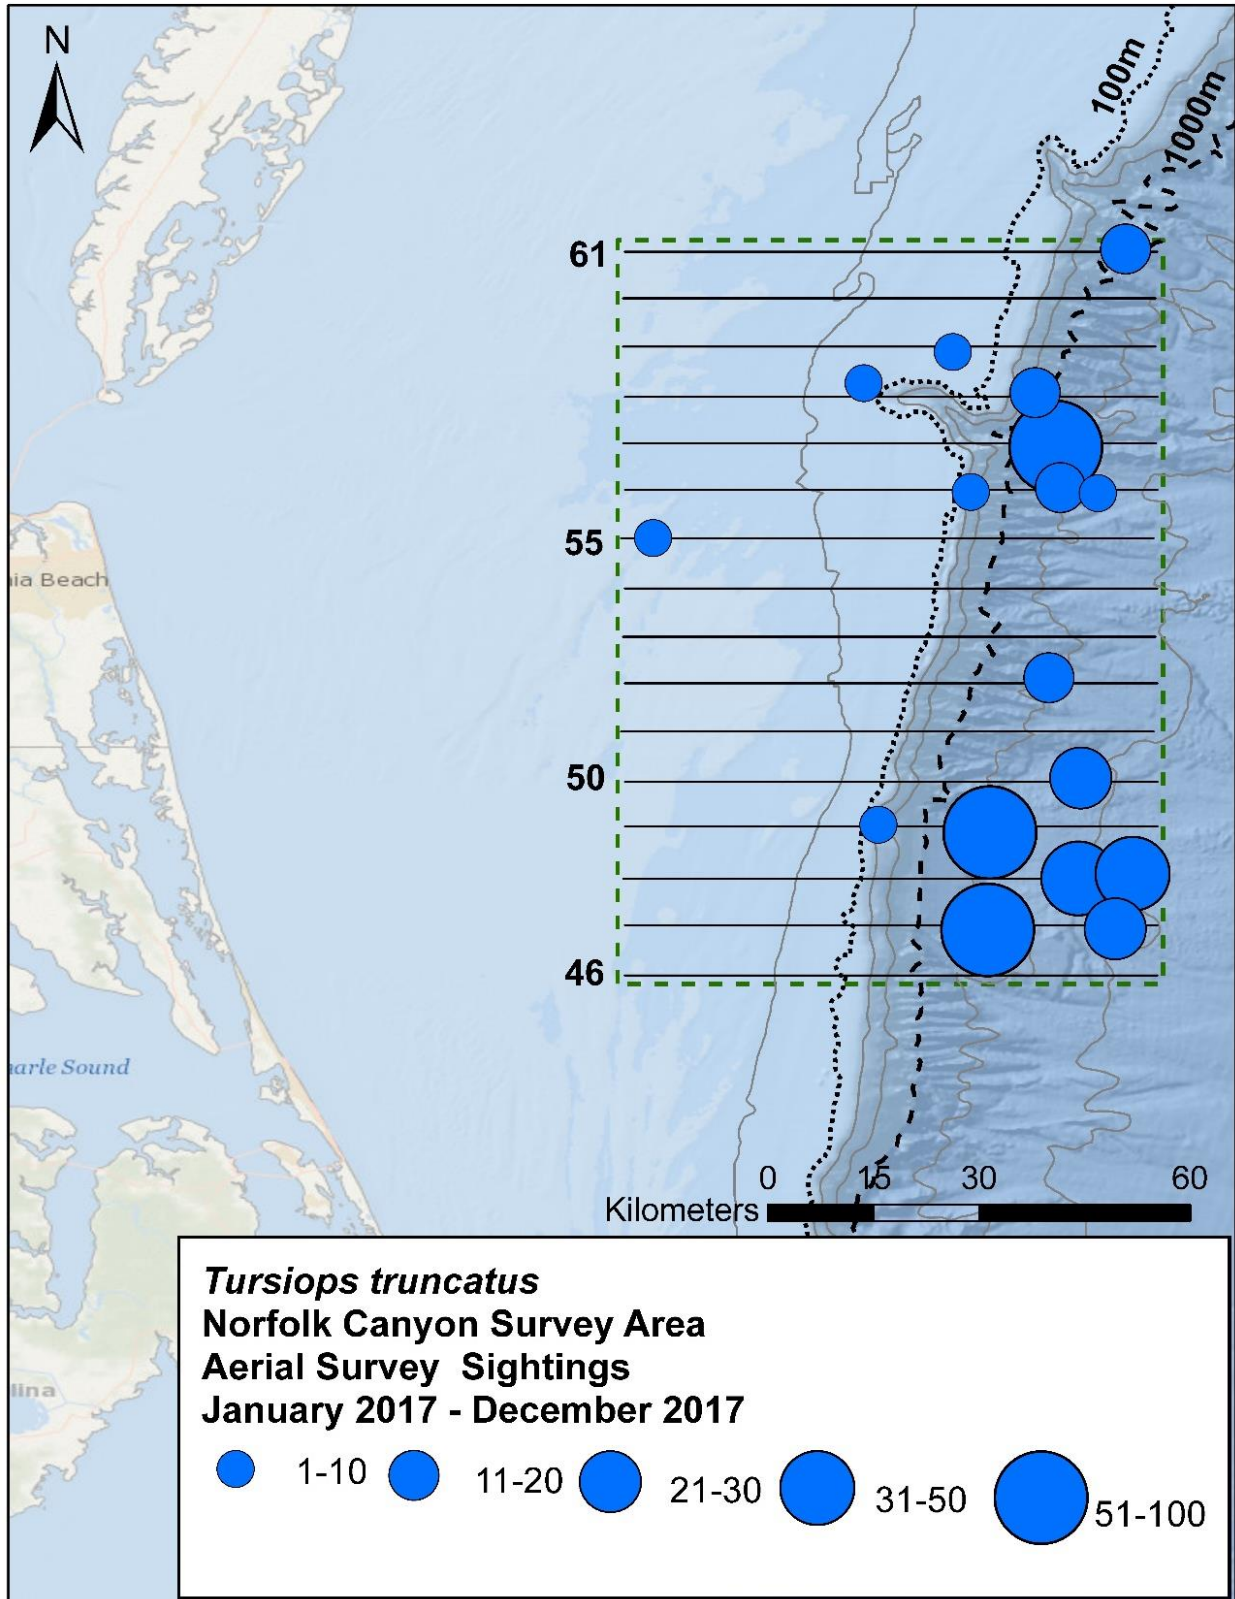 N
100m
1000m
61
55
nia Beach
50
46
arle Sound
0 15 30 60
Kilometers
lina
Tursiops truncatus
Norfolk Canyon Survey Area
Aerial Survey Sightings
January 2017 - December 2017
1-10 11-20 21-30 31-50 51-100